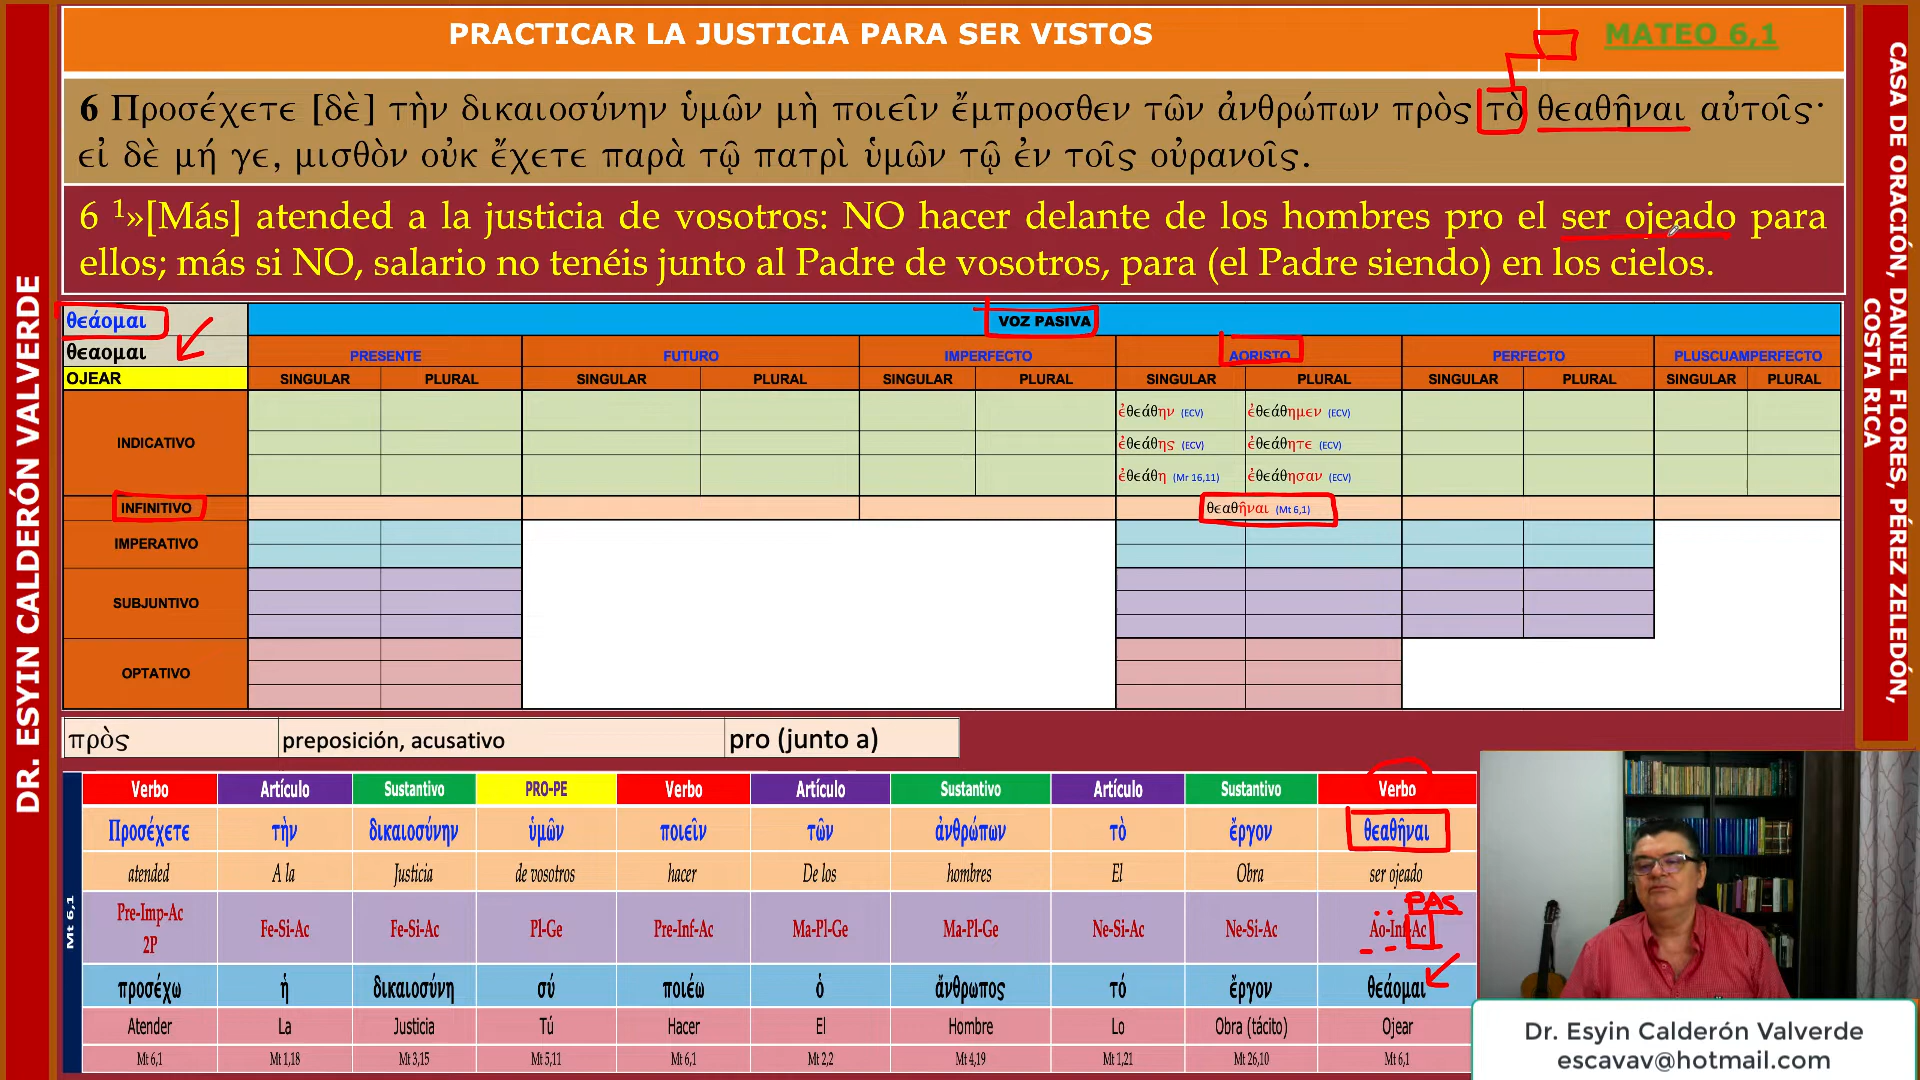 PRACTICAR LA JUSTICIA PARA SER VISTOS
MATEO 6,1
6 Προσέχετε [δὲ] τὴν δικαιοσύνην ὑμῶν μὴ ποιεῖν ἔμπροσθεν τῶν ἀνθρώπων πρὸς τὸ θεαθῆναι αὐτοῖς·
εἰ δὲ μή γε, μισθὸν οὐκ ἔχετε παρὰ τῷ πατρὶ ὑμῶν τῷ ἐν τοῖς οὐρανοῖς.
6 ¹»[Más] atended a la justicia de vosotros: NO hacer delante de los hombres pro el ser ojeado para
ellos; más si NO, salario no tenéis junto al Padre de vosotros, para (el Padre siendo) en los cielos.
DR. ESYIN CALDERÓN VALVERDE
CASA DE ORACIÓN, DANIEL FLORES, PÉREZ ZELEDÓN,
COSTA RICA
θεάομαι VOZ PASIVA
θεαομαι PRESENTE FUTURO IMPERFECTO AORISTO PERFECTO PLUSCUAMPERFECTO
OJEAR SINGULAR PLURAL SINGULAR PLURAL SINGULAR PLURAL SINGULAR PLURAL SINGULAR PLURAL SINGULAR PLURAL
INDICATIVO
ἐθεάθην (ECV) ἐθεάθημεν (ECV)
ἐθεάθης (ECV) ἐθεάθητε (ECV)
ἐθεάθη (Mr 16,11) ἐθεάθησαν (ECV)
INFINITIVO θεαθῆναι (Mt 6,1)
IMPERATIVO
SUBJUNTIVO
OPTATIVO
πρὸς preposición, acusativo pro (junto a)
Mt 6,1
Verbo Artículo Sustantivo PRO-PE Verbo Artículo Sustantivo Artículo Sustantivo Verbo
Προσέχετε τὴν δικαιοσύνην ὑμῶν ποιεῖν τῶν ἀνθρώπων τὸ ἔργον θεαθῆναι
atended A la Justicia de vosotros hacer De los hombres El Obra ser ojeado
PAS
Pre-Imp-Ac Fe-Si-Ac Fe-Si-Ac Pl-Ge Pre-Inf-Ac Ma-Pl-Ge Ma-Pl-Ge Ne-Si-Ac Ne-Si-Ac Ao-Inf-Ac
2P
προσέχω ἡ δικαιοσύνη σύ ποιέω ὁ ἄνθρωπος τό ἔργον θεάομαι
Atender La Justicia Tú Hacer El Hombre Lo Obra (tácito) Ojear
Mt 6,1 Mt 1,18 Mt 3,15 Mt 5,11 Mt 6,1 Mt 2,2 Mt 4,19 Mt 1,21 Mt 26,10 Mt 6,1
Dr. Esyin Calderón Valverde
escavav@hotmail.com